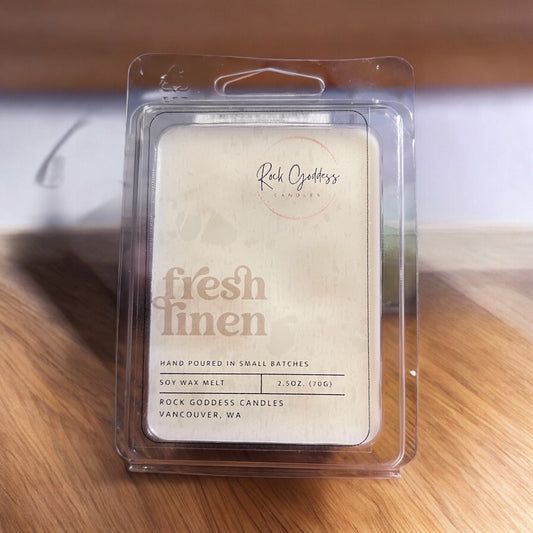 Rock Goddess
CANDLES
fresh
linen
HAND POURED IN SMALL BATCHES
SOY WAX MELT 2.5OZ. (70G)
ROCK GODDESS CANDLES
VANCOUVER, WA